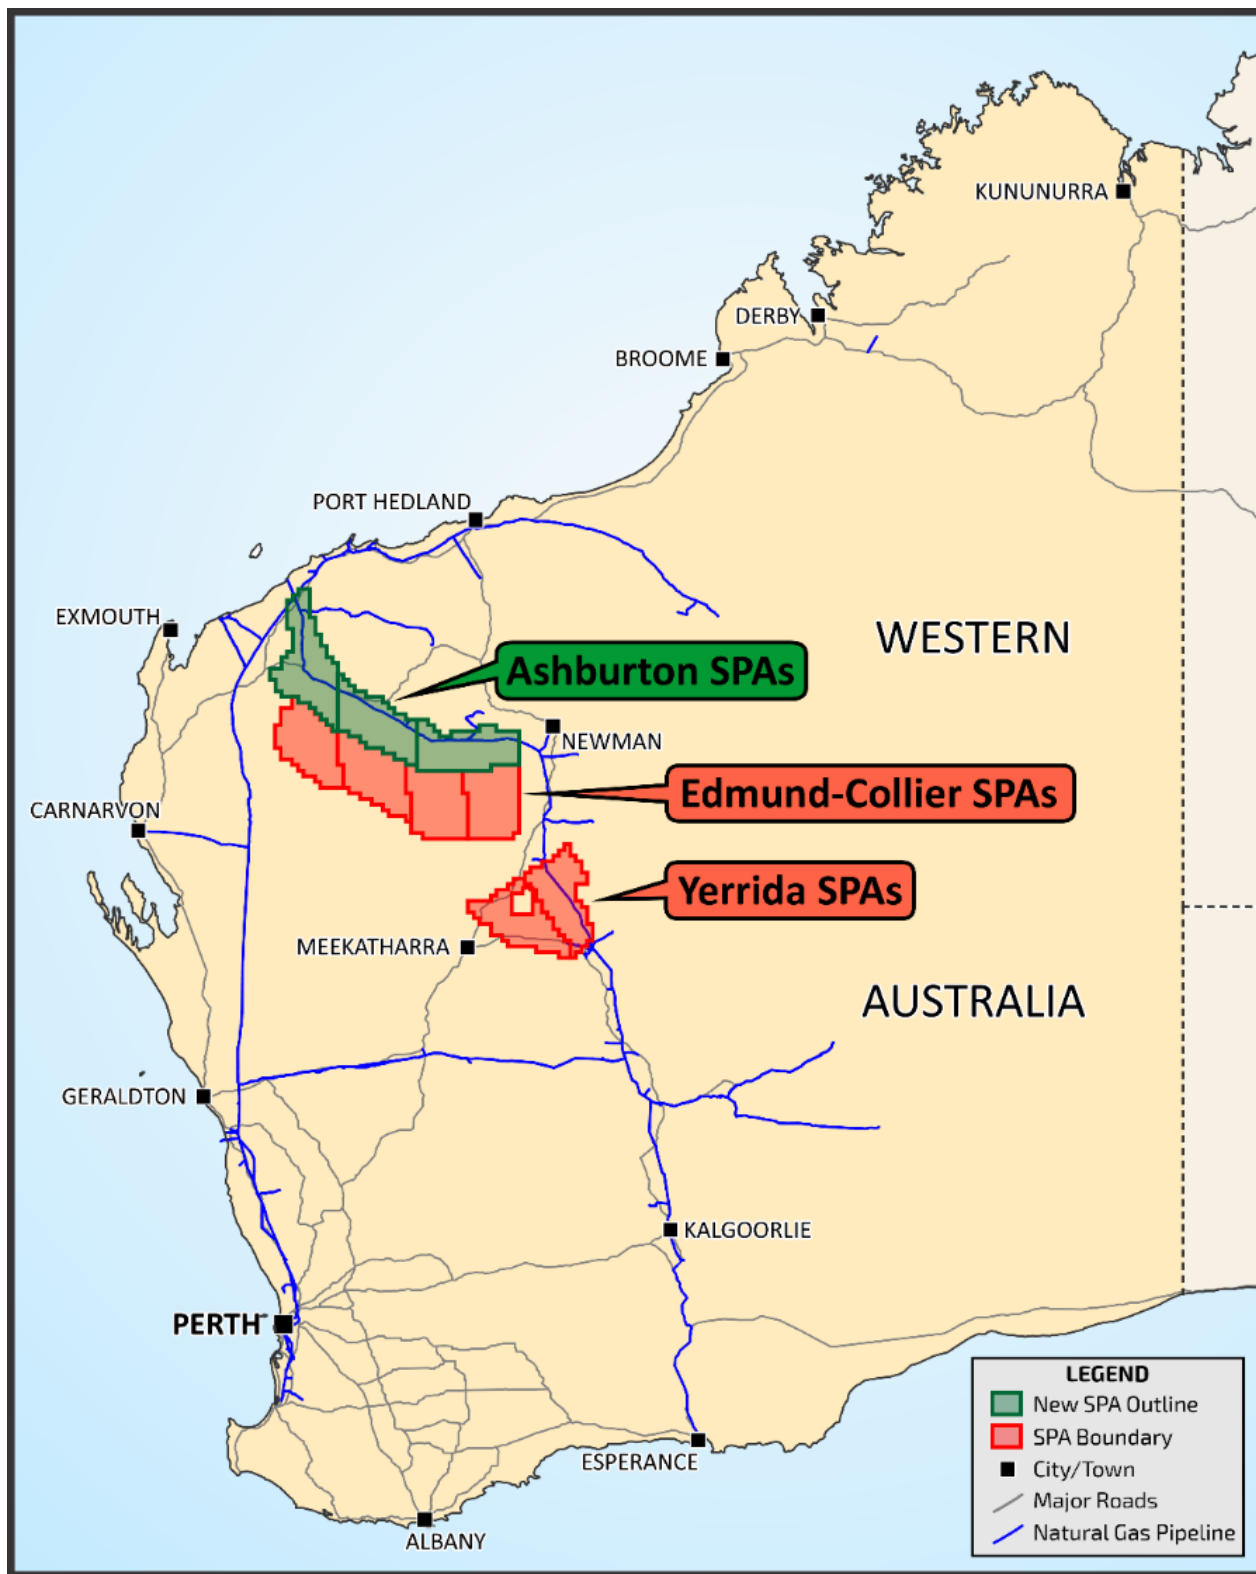 KUNUNURRA
DERBY
BROOME
PORT HEDLAND
EXMOUTH
WESTERN
Ashburton SPAs
NEWMAN
Edmund-Collier SPAs
CARNARVON
Yerrida SPAs
MEEKATHARRA
AUSTRALIA
GERALDTON
KALGOORLIE
PERTH
ESPERANCE
ALBANY
LEGEND
New SPA Outline
SPA Boundary
City/Town
Major Roads
Natural Gas Pipeline